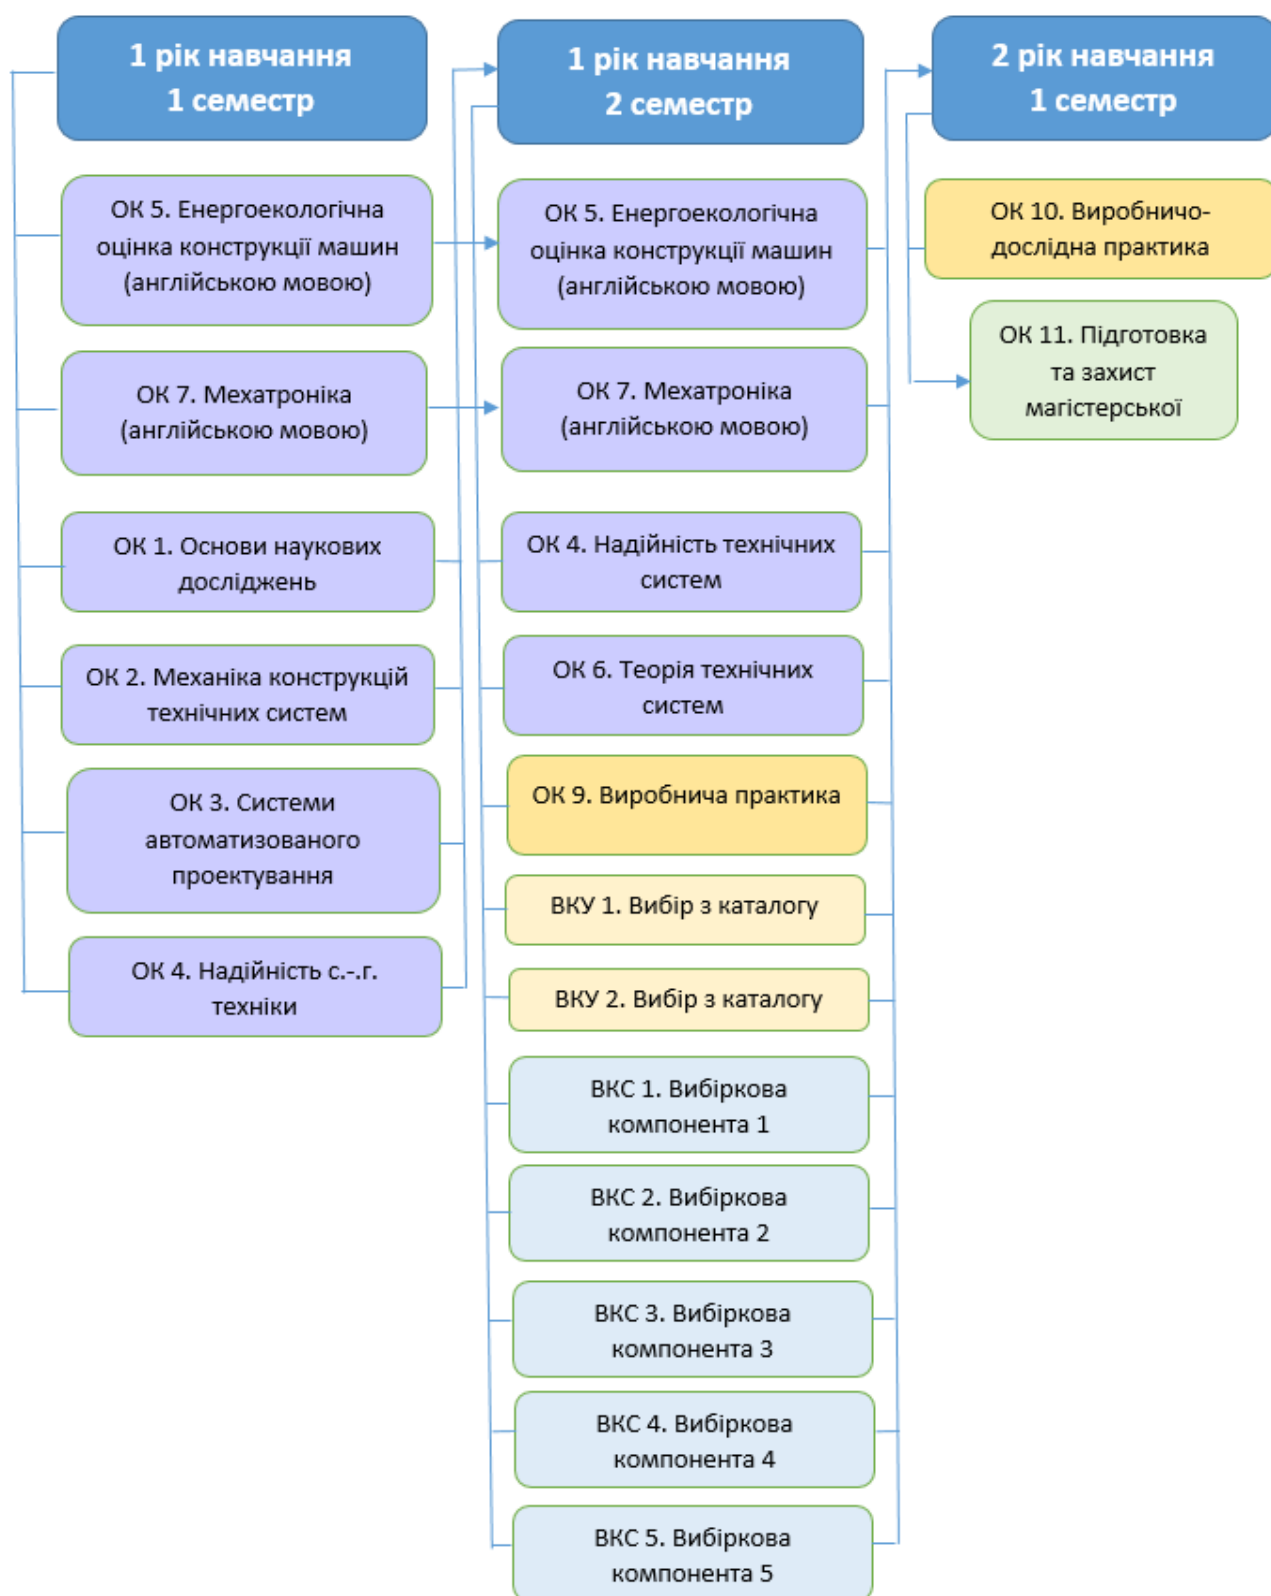 1 рік навчання
1 семестр
ОК 5. Енергоекологічна
оцінка конструкції машин
(англійською мовою)
ОК 7. Мехатроніка
(англійською мовою)
ОК 1. Основи наукових
досліджень
ОК 2. Механіка конструкцій
технічних систем
ОК 3. Системи
автоматизованого
проектування
ОК 4. Надійність с.-.г.
техніки
1 рік навчання
2 семестр
ОК 5. Енергоекологічна
оцінка конструкції машин
(англійською мовою)
ОК 7. Мехатроніка
(англійською мовою)
ОК 4. Надійність технічних
систем
ОК 6. Теорія технічних
систем
ОК 9. Виробнича практика
ВКУ 1. Вибір з каталогу
ВКУ 2. Вибір з каталогу
ВКС 1. Вибіркова
компонента 1
ВКС 2. Вибіркова
компонента 2
ВКС 3. Вибіркова
компонента 3
ВКС 4. Вибіркова
компонента 4
ВКС 5. Вибіркова
компонента 5
2 рік навчання
1 семестр
ОК 10. Виробничо-
дослідна практика
ОК 11. Підготовка
та захист
магістерської